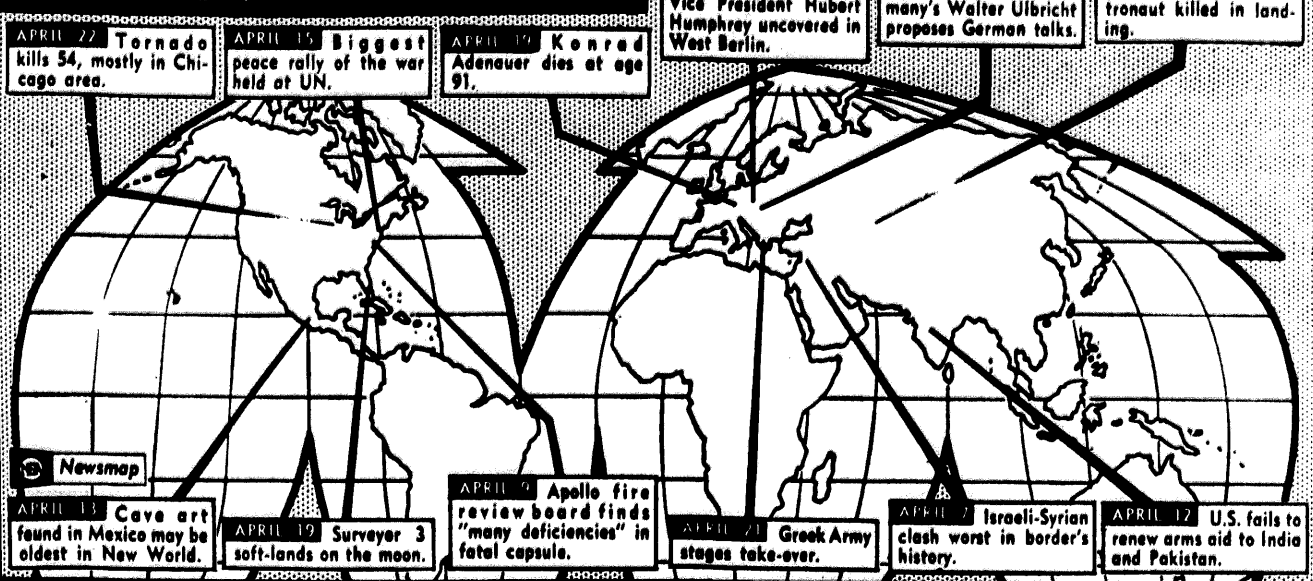 Vice President Hubert
Humphrey uncovered in
West Berlin.
many's Walter Ulbricht
proposes German talks.
tronaut killed in land-
ing.
APRIL 22 Tornado
kills 54, mostly in Chi-
cago area.
APRIL 15 Biggest
peace rally of the war
held at UN.
APRIL 19 Konrad
Adenauer dies at age
91.
Newsmap
APRIL 13 Cave art
found in Mexico may be
oldest in New World.
APRIL 19 Surveyor 3
soft-lands on the moon.
APRIL 9 Apollo fire
review board finds
"many deficiencies" in
fatal capsule.
APRIL 21 Greek Army
stages take-over.
APRIL 7 Israeli-Syrian
clash worst in border's
history.
APRIL 12 U.S. fails to
renew arms aid to India
and Pakistan.